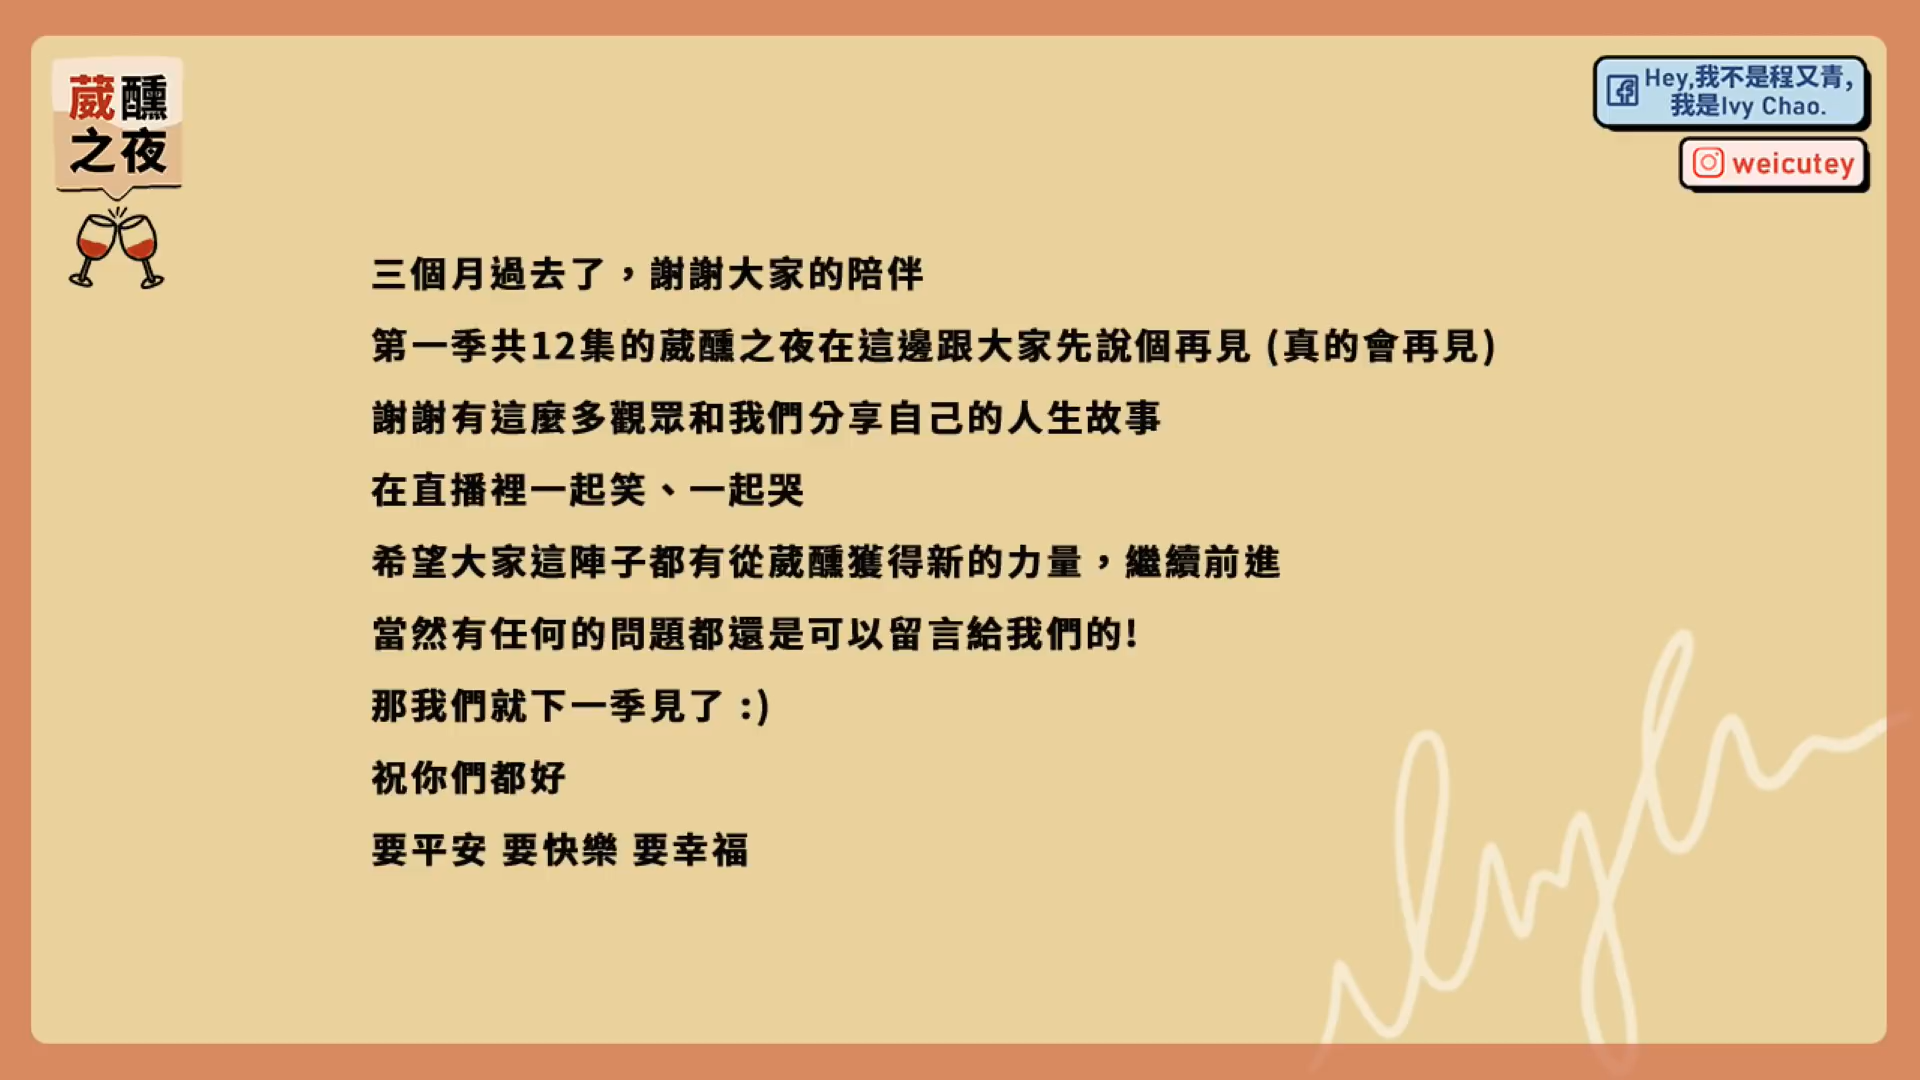 葳醺
之夜
Hey,我不是程又青,
我是Ivy Chao.
weicutey
三個月過去了，謝謝大家的陪伴
第一季共12集的葳醺之夜在這邊跟大家先說個再見 (真的會再見)
謝謝有這麼多觀眾和我們分享自己的人生故事
在直播裡一起笑、一起哭
希望大家這陣子都有從葳醺獲得新的力量，繼續前進
當然有任何的問題都還是可以留言給我們的!
那我們就下一季見了 :)
祝你們都好
要平安 要快樂 要幸福